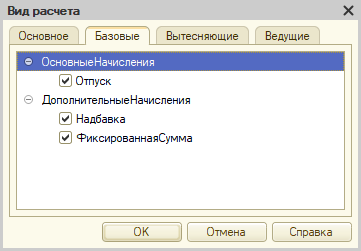 Вид расчета
Основное Базовые Вытесняющие Ведущие
ОсновныеНачисления
Отпуск
ДополнительныеНачисления
Надбавка
ФиксированнаяСумма
OK Отмена Справка